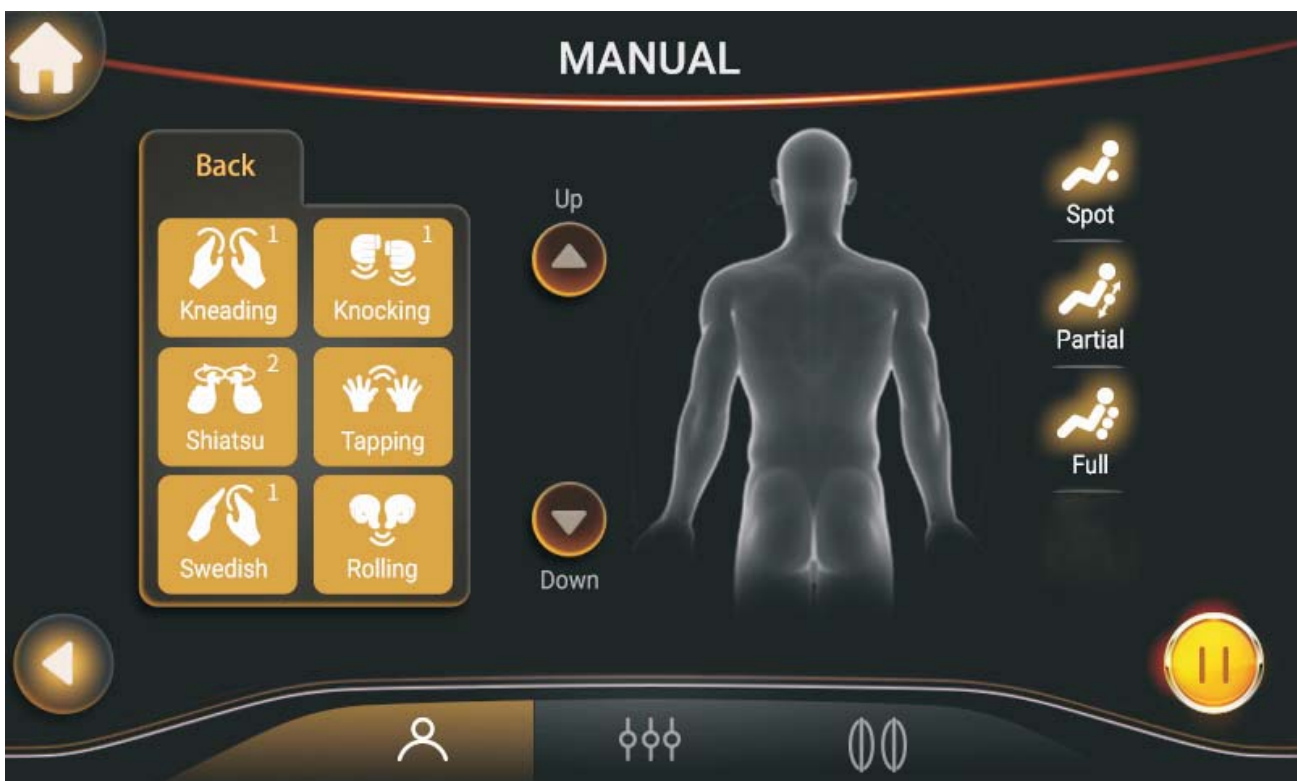 MANUAL
Back
Kneading 1
Knocking 1
Shiatsu 2
Tapping
Swedish 1
Rolling
Up
Down
Spot
Partial
Full